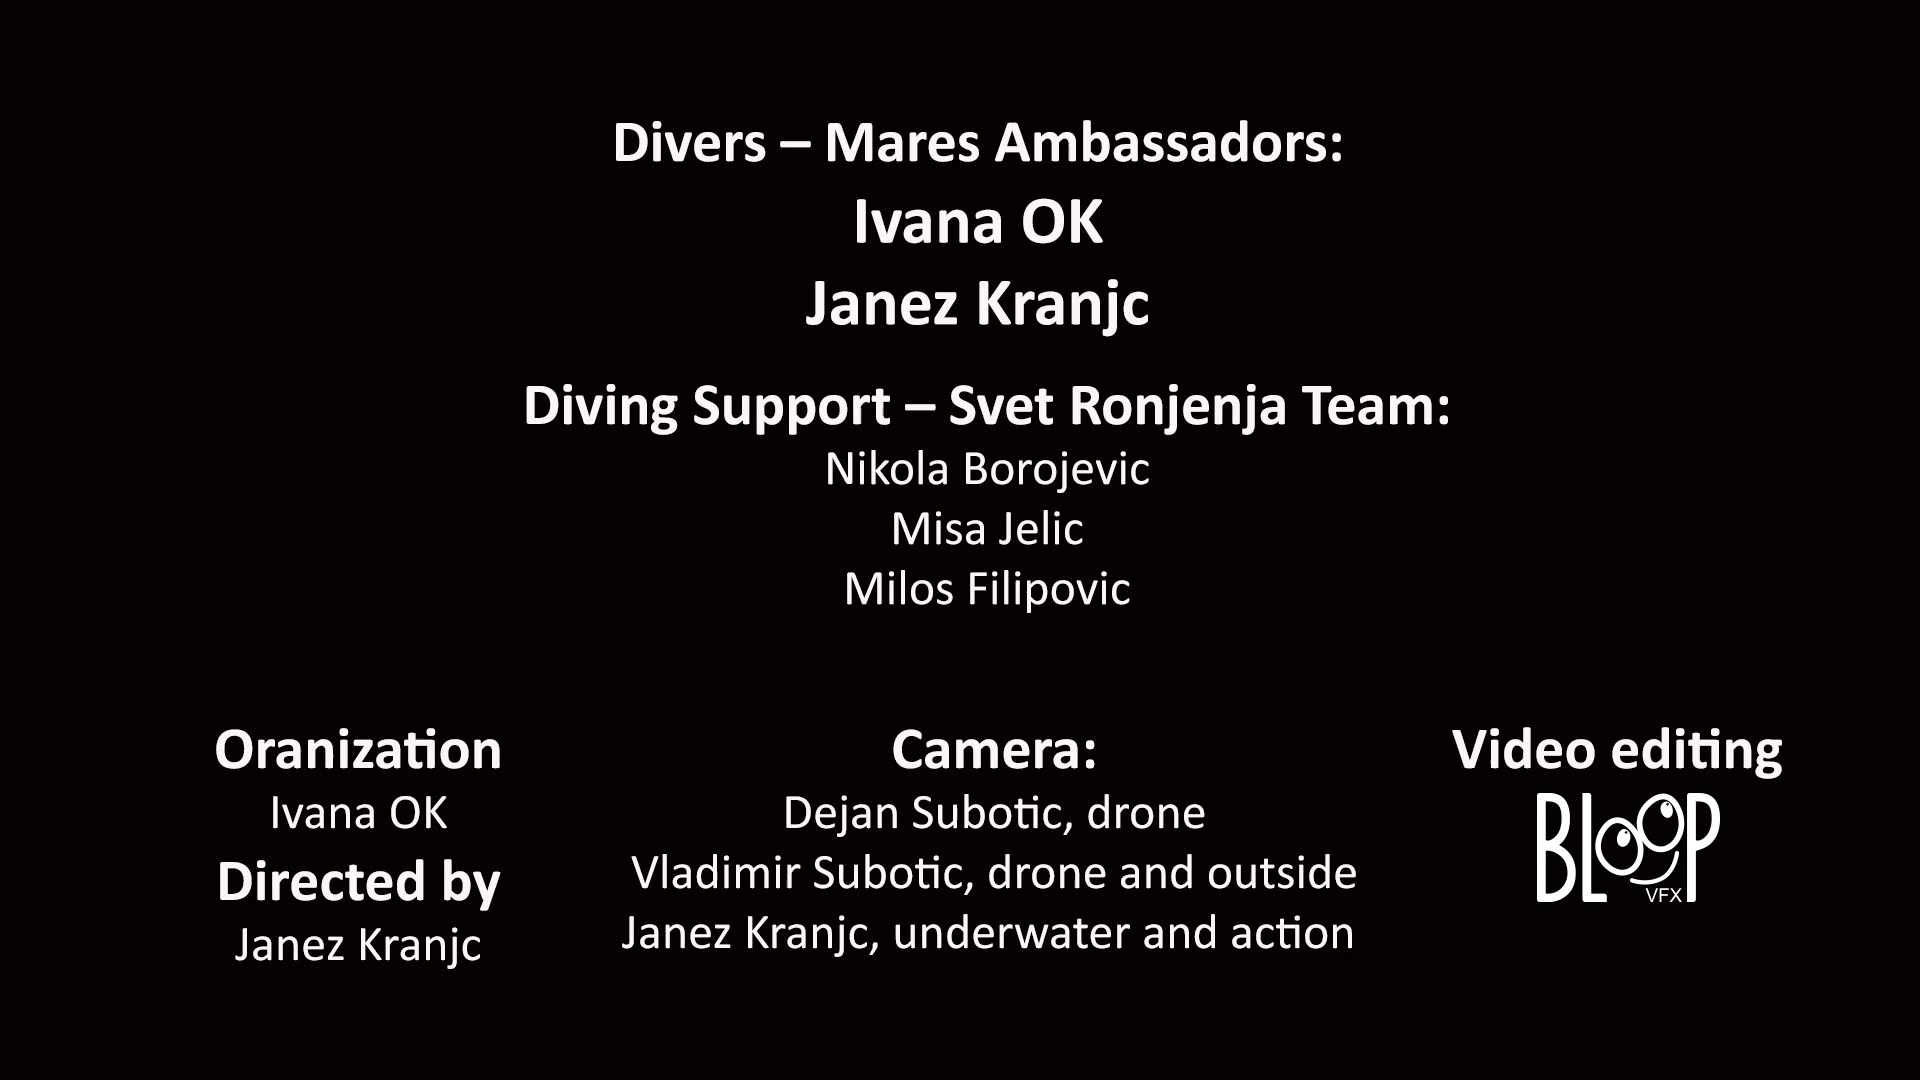 Divers – Mares Ambassadors:
Ivana OK
Janez Kranjc
Diving Support – Svet Ronjenja Team:
Nikola Borojevic
Misa Jelic
Milos Filipovic
Oranization
Ivana OK
Directed by
Janez Kranjc
Camera:
Dejan Subotic, drone
Vladimir Subotic, drone and outside
Janez Kranjc, underwater and action
Video editing
BLOOP
VFX